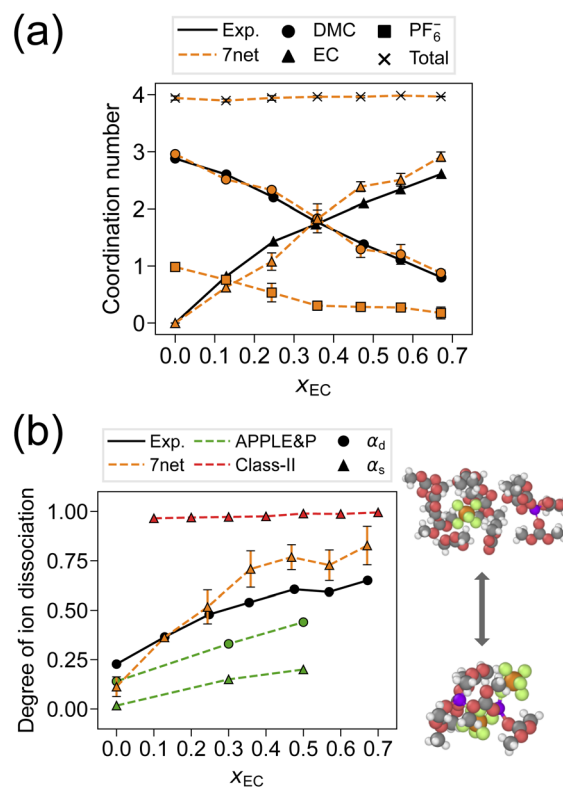 (a)
Exp. DMC PF₆⁻
7net EC Total
4
3
2
1
0
Coordination number
0.0 0.1 0.2 0.3 0.4 0.5 0.6 0.7
xEC
(b)
Exp. APPLE&P αd
7net Class-II αs
1.00
0.75
0.50
0.25
0.00
Degree of ion dissociation
0.0 0.1 0.2 0.3 0.4 0.5 0.6 0.7
xEC